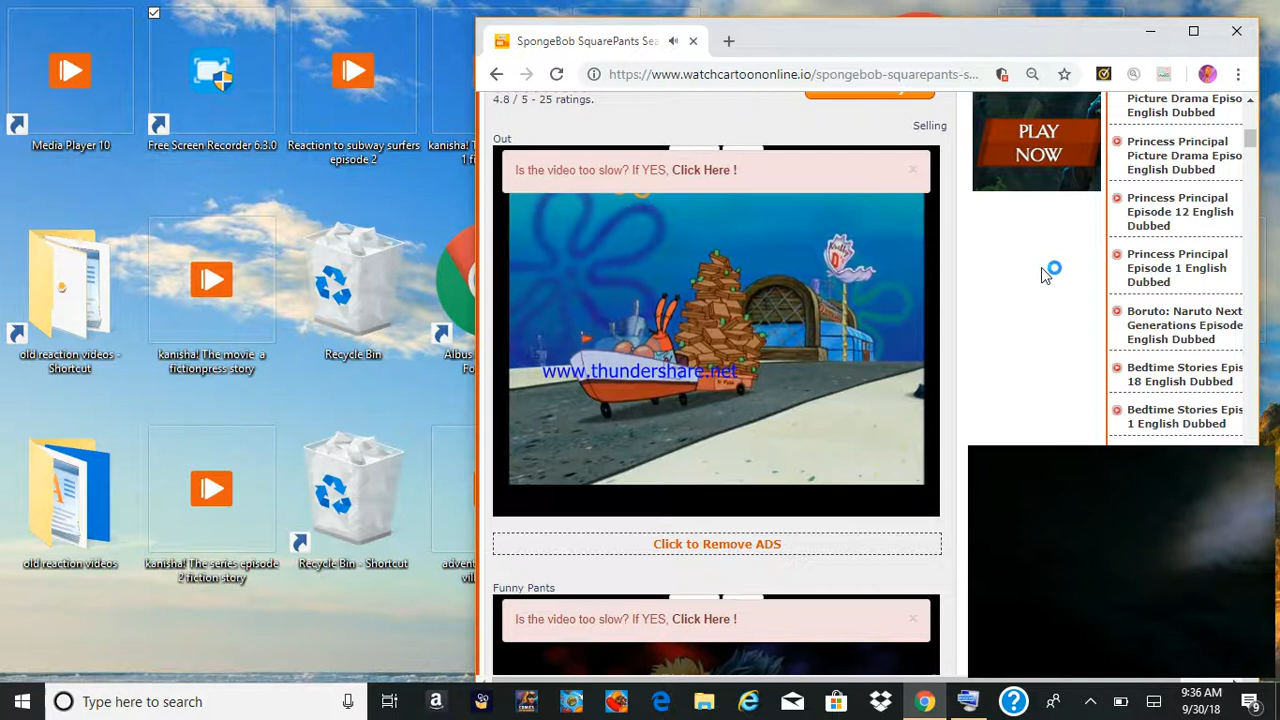 Media Player 10
Free Screen Recorder 6.3.0
Reaction to subway surfers
episode 2
kanisha!
1 f
old reaction videos -
Shortcut
kanisha! The movie a
fictionpress story
Recycle Bin
Albus
Fo
old reaction videos
kanisha! The series episode
2 fiction story
Recycle Bin - Shortcut
advent
vill
SpongeBob SquarePants Sea
https://www.watchcartoononline.io/spongebob-squarepants-s...
4.8 / 5 - 25 ratings.
Selling
Out
Is the video too slow? If YES, Click Here !
×
www.thundershare.net
Click to Remove ADS
Funny Pants
Is the video too slow? If YES, Click Here !
×
PLAY
NOW
Picture Drama Episo
English Dubbed
Princess Principal
Picture Drama Episo
English Dubbed
Princess Principal
Episode 12 English
Dubbed
Princess Principal
Episode 1 English
Dubbed
Boruto: Naruto Next
Generations Episode
English Dubbed
Bedtime Stories Epis
18 English Dubbed
Bedtime Stories Epis
1 English Dubbed
Type here to search
9:36 AM
9/30/18
9